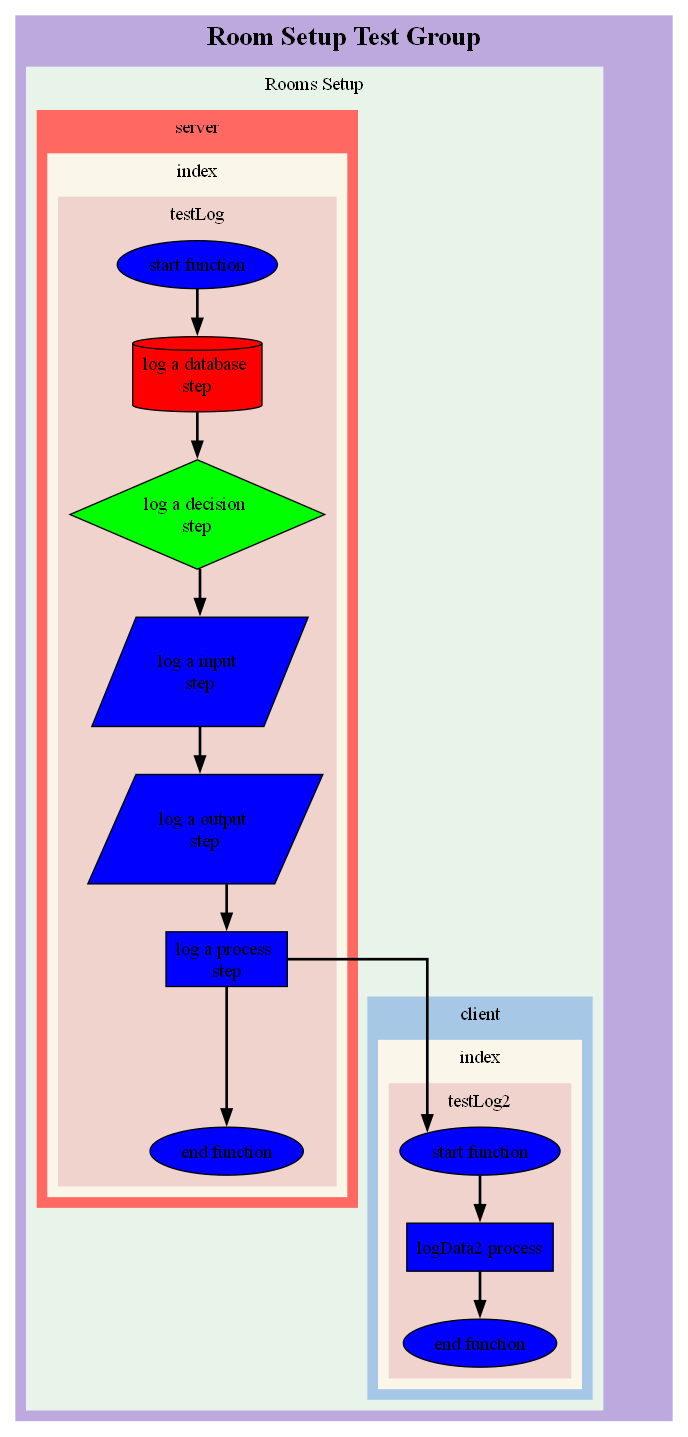 Room Setup Test Group
Rooms Setup
server
index
testLog
start function
log a database
step
log a decision
step
log a input
step
log a output
step
log a process
step
end function
client
index
testLog2
start function
logData2 process
end function